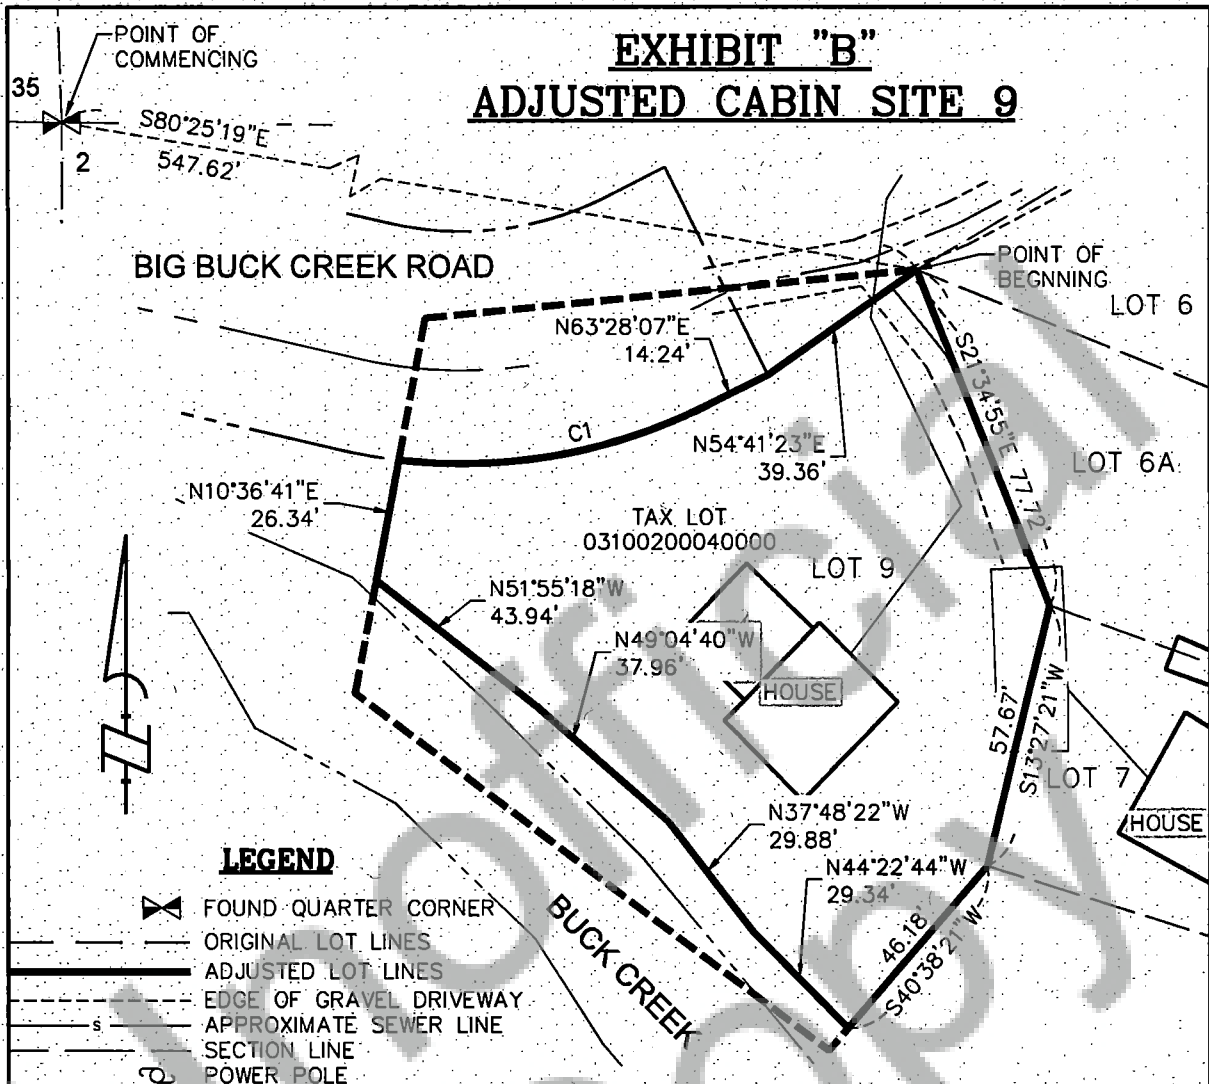 EXHIBIT "B"
ADJUSTED CABIN SITE 9
POINT OF
COMMENCING
35
2
S80°25'19"E
547.62'
BIG BUCK CREEK ROAD
POINT OF
BEGNNING
LOT 6
N63°28'07"E
14.24'
S21°34'55"E 77.72'
C1
N54°41'23"E
39.36'
LOT 6A
N10°36'41"E
26.34'
TAX LOT
03100200040000
LOT 9
N51°55'18"W
43.94'
N49°04'40"W
37.96'
HOUSE
57.67'
S13°27'21"W
LOT 7
HOUSE
N37°48'22"W
29.88'
N44°22'44"W
29.34'
46.18'
S40°38'21"W
BUCK CREEK
LEGEND
FOUND QUARTER CORNER
ORIGINAL LOT LINES
ADJUSTED LOT LINES
EDGE OF GRAVEL DRIVEWAY
s APPROXIMATE SEWER LINE
SECTION LINE
POWER POLE